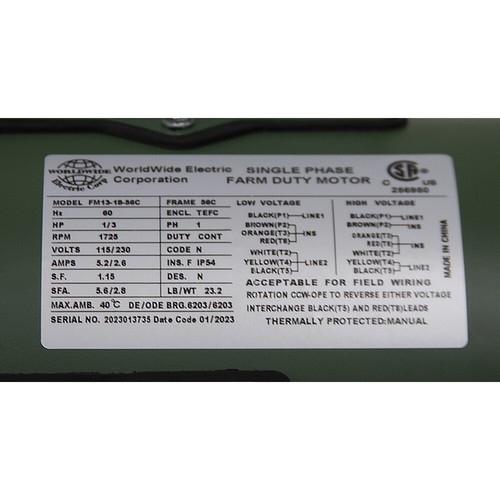 WORLDWIDE
Electric Corp
WorldWide Electric
Corporation
SINGLE PHASE
FARM DUTY MOTOR
C US
256950
MODEL FM13-18-56C FRAME 56C
Hz 60 ENCL. TEFC
HP 1/3 PH 1
RPM 1725 DUTY CONT
VOLTS 115/230 CODE N
AMPS 5.2/2.6 INS. F IP54
S.F. 1.15 DES. N
SFA. 5.6/2.8 LB/WT 23.2
MAX.AMB. 40°C DE/ODE BRG.6203/6203
SERIAL NO. 2023013735 Date Code 01/2023
LOW VOLTAGE
BLACK(P1) LINE1
BROWN(P2)
ORANGE(T3) INS
RED(T8)
WHITE(T2)
YELLOW(T4) LINE2
BLACK(T5)
HIGH VOLTAGE
BLACK(P1) LINE1
BROWN(P2) INS
ORANGE(T3)
RED(T8) INS
WHITE(T2)
YELLOW(T4) LINE2
BLACK(T5)
MADE IN CHINA
ACCEPTABLE FOR FIELD WIRING
ROTATION CCW-OPE TO REVERSE EITHER VOLTAGE
INTERCHANGE BLACK(T5) AND RED(T8)LEADS
THERMALLY PROTECTED:MANUAL